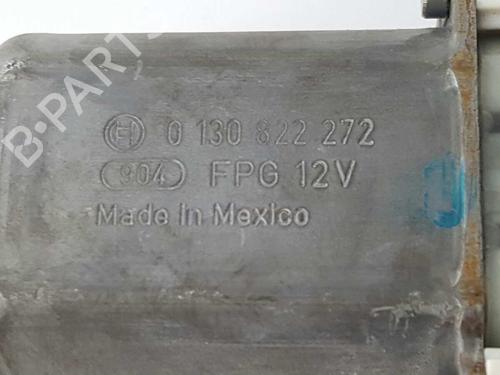 B-PARTS
0 130 822 272
904 FPG 12V
Made in Mexico